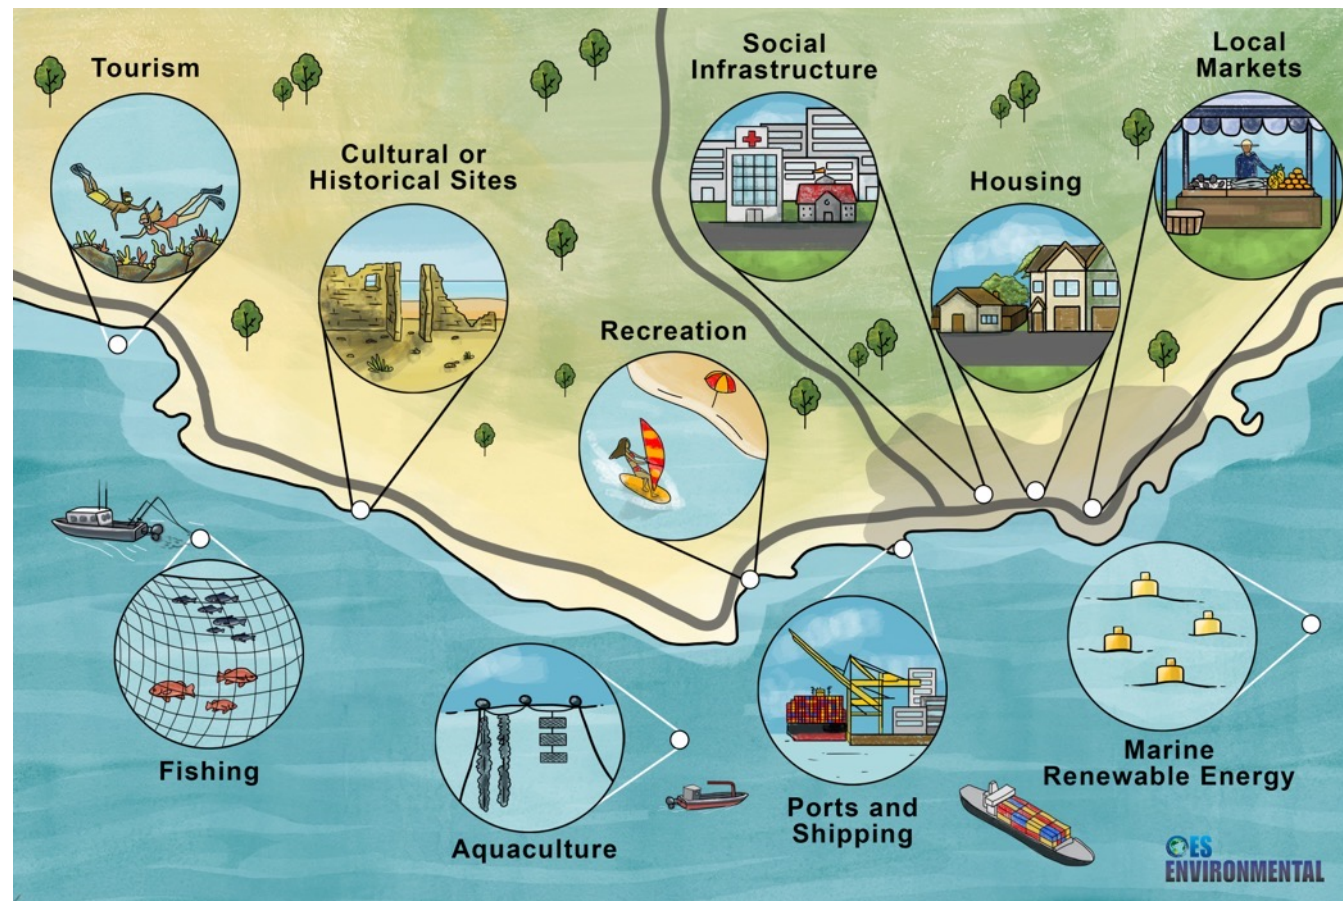 Tourism
Cultural or
Historical Sites
Recreation
Social
Infrastructure
Housing
Local
Markets
Fishing
Aquaculture
Ports and
Shipping
Marine
Renewable Energy
OES
ENVIRONMENTAL